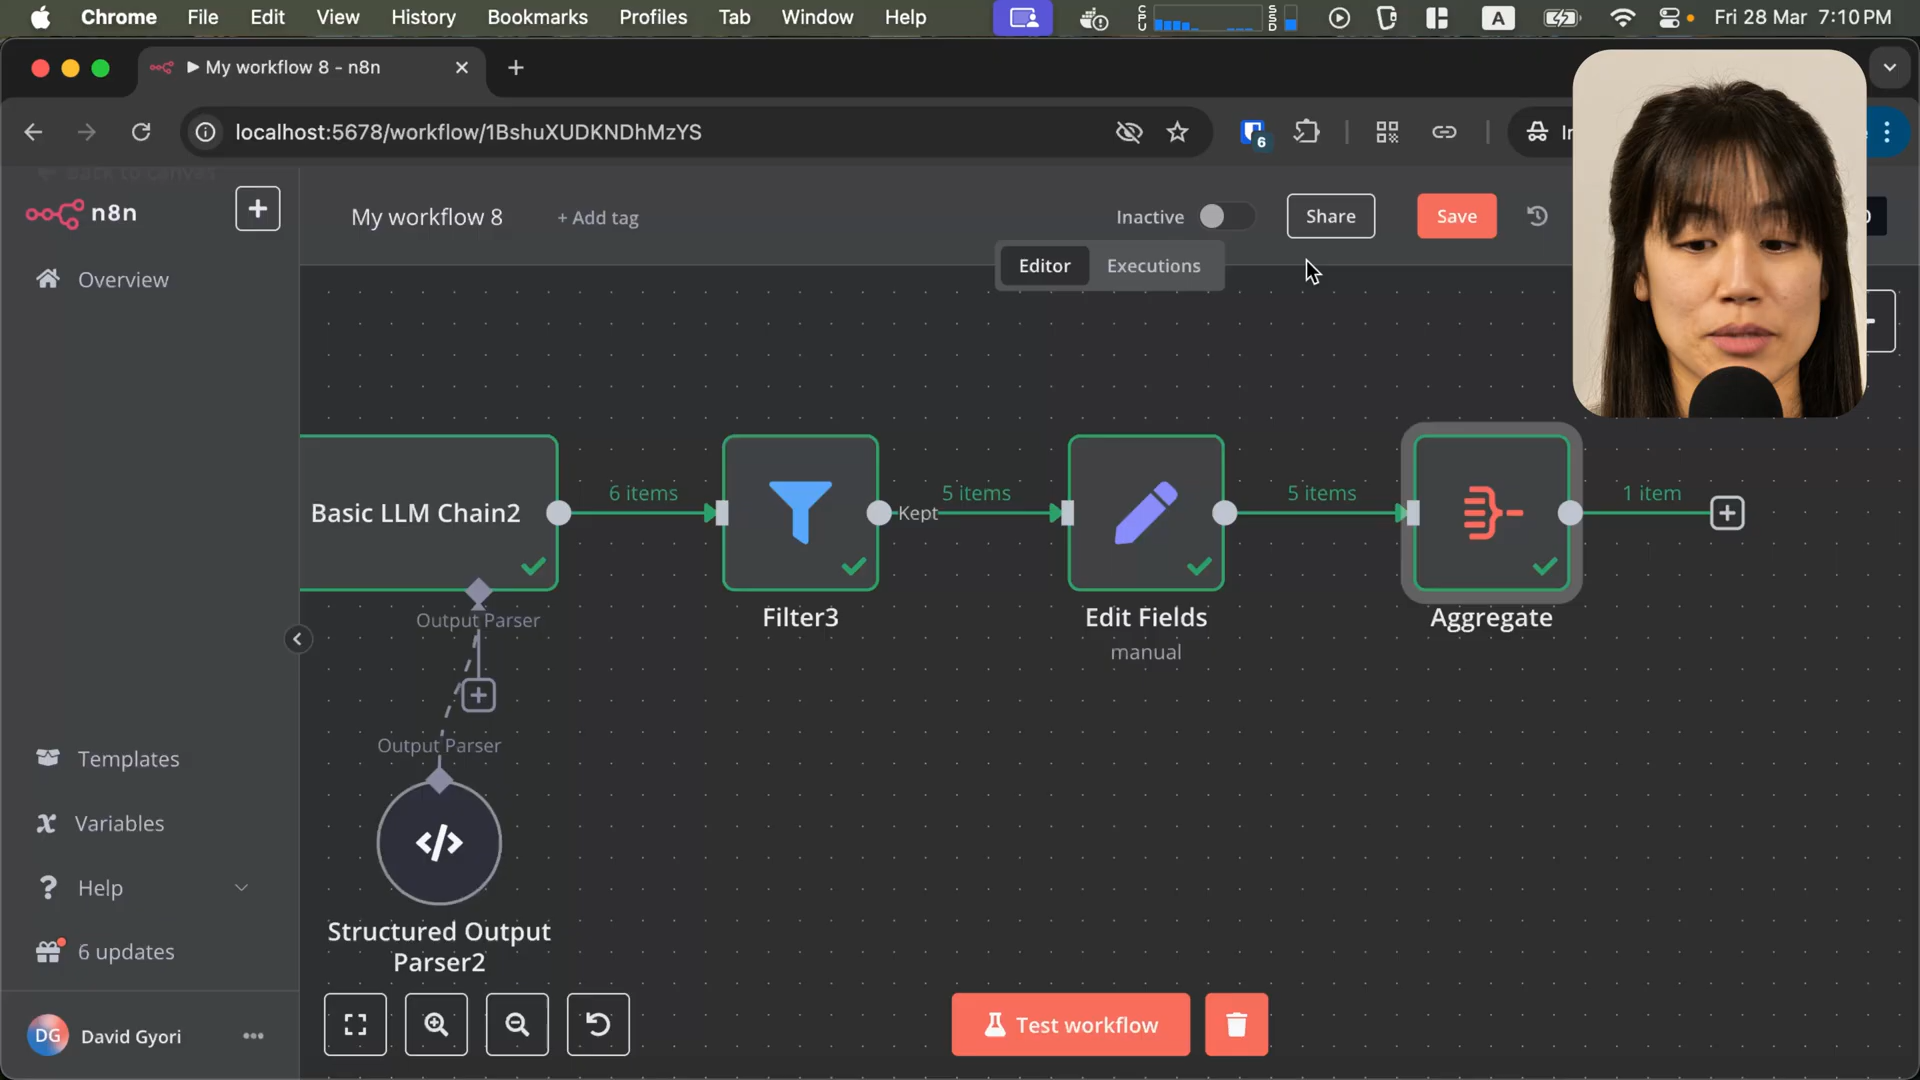 Chrome File Edit View History Bookmarks Profiles Tab Window Help
CPU
SSD
A
Fri 28 Mar 7:10 PM
My workflow 8 - n8n
localhost:5678/workflow/1BshuXUDKNDhMzYS
6
n8n
My workflow 8
+ Add tag
Inactive
Share
Save
Editor
Executions
Overview
6 items
Kept
5 items
5 items
1 item
Basic LLM Chain2
Filter3
Edit Fields
manual
Aggregate
Output Parser
Output Parser
Structured Output
Parser2
Templates
Variables
Help
6 updates
DG
David Gyori
Test workflow